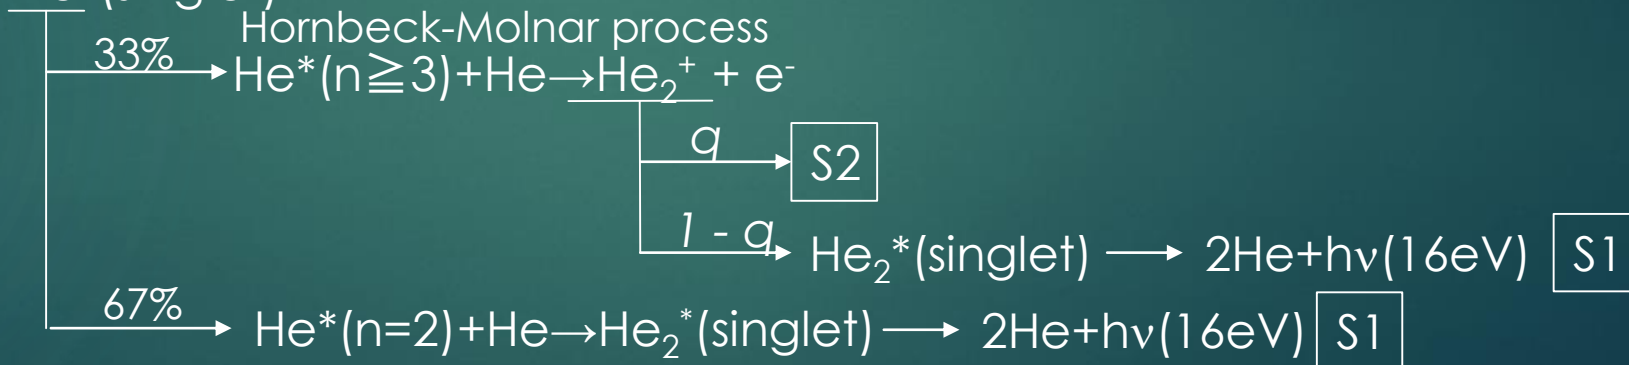 Hornbeck-Molnar process
33% He*(n≧3)+He→He₂⁺ + e⁻
q S2
1 - q He₂*(singlet) → 2He+hν(16eV) S1
67% He*(n=2)+He→He₂*(singlet) → 2He+hν(16eV) S1